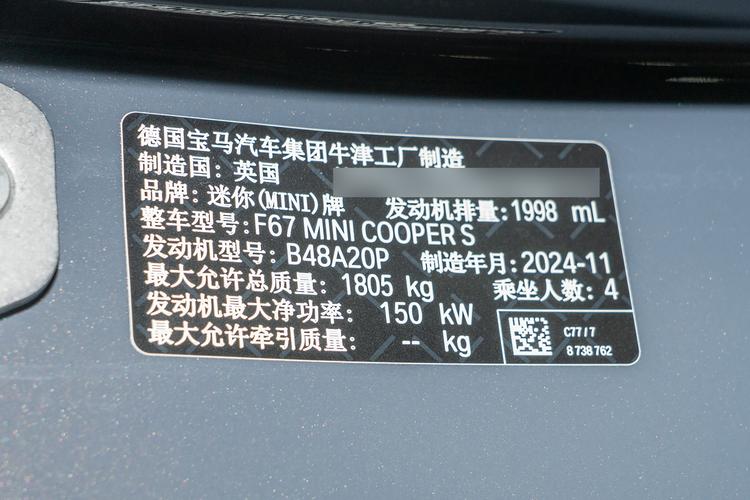 德国宝马汽车集团牛津工厂制造
制造国: 英国
品牌: 迷你(MINI)牌 发动机排量: 1998 mL
整车型号: F67 MINI COOPER S
发动机型号: B48A20P 制造年月: 2024-11
最大允许总质量: 1805 kg 乘坐人数: 4
发动机最大净功率: 150 kW
最大允许牵引质量: -- kg
C77 / 7
8 738 762